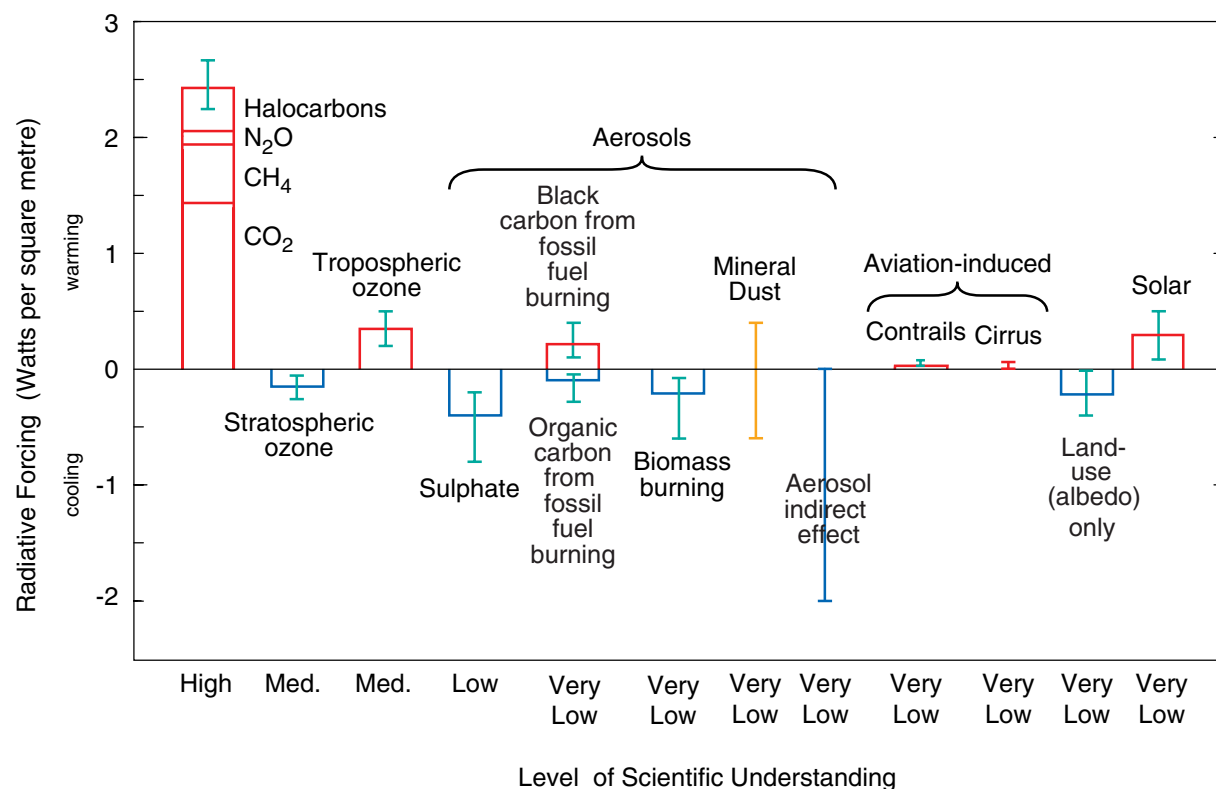 Radiative Forcing (Watts per square metre)
warming
cooling
3
2
1
0
-1
-2
Halocarbons
N₂O
CH₄
CO₂
Stratospheric
ozone
Tropospheric
ozone
Aerosols
Sulphate
Black
carbon from
fossil
fuel
burning
Organic
carbon
from
fossil
fuel
burning
Biomass
burning
Mineral
Dust
Aerosol
indirect
effect
Aviation-induced
Contrails
Cirrus
Land-
use
(albedo)
only
Solar
High
Med.
Med.
Low
Very
Low
Very
Low
Very
Low
Very
Low
Very
Low
Very
Low
Very
Low
Very
Low
Level of Scientific Understanding